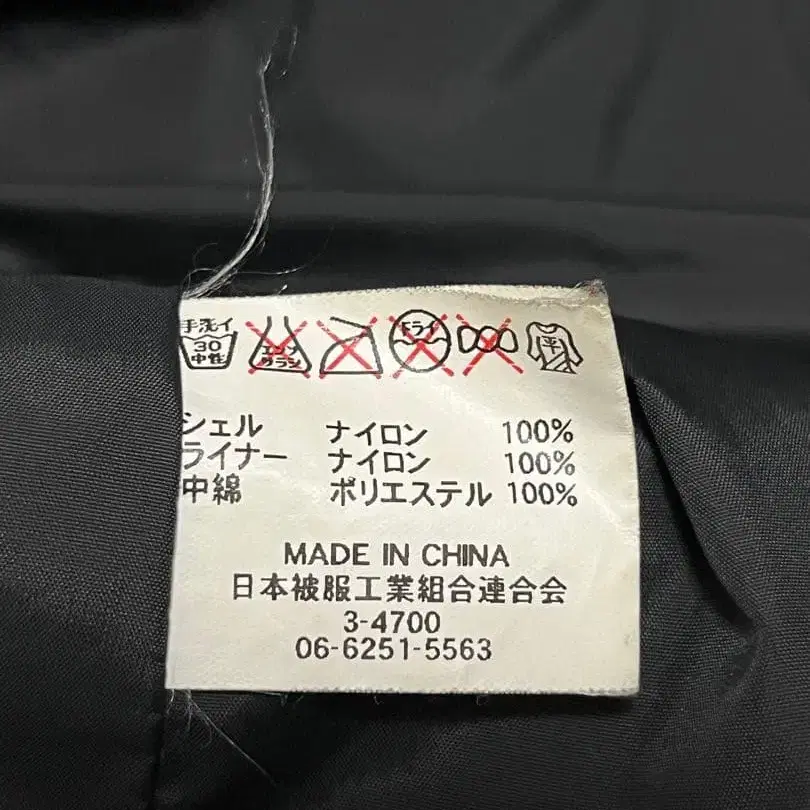 手洗イ
30
中性
エンソ
サラシ
ドライ
平
シェル ナイロン 100%
ライナー ナイロン 100%
中綿 ポリエステル 100%
MADE IN CHINA
日本被服工業組合連合会
3-4700
06-6251-5563